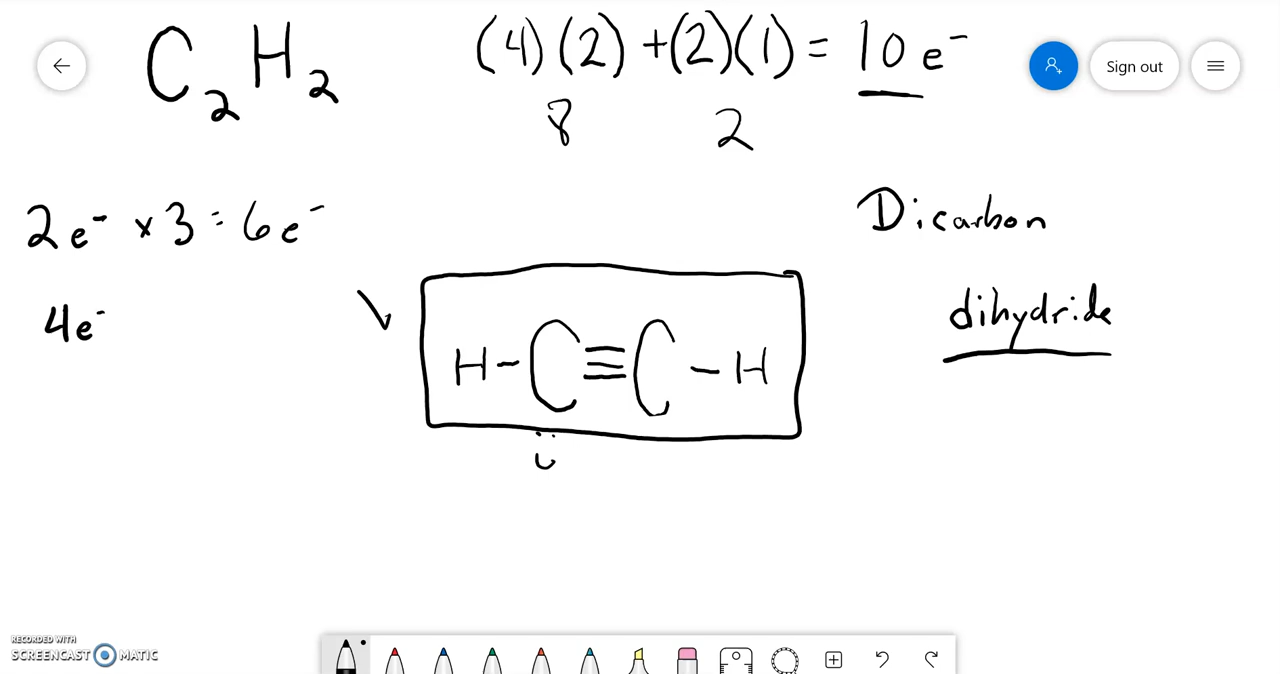 C₂H₂ (4)(2) + (2)(1) = 10 e⁻
8 2
Sign out
2e⁻ x 3 = 6e⁻
4e⁻
Dicarbon
dihydride
H-C≡C-H
RECORDED WITH
SCREENCAST MATIC